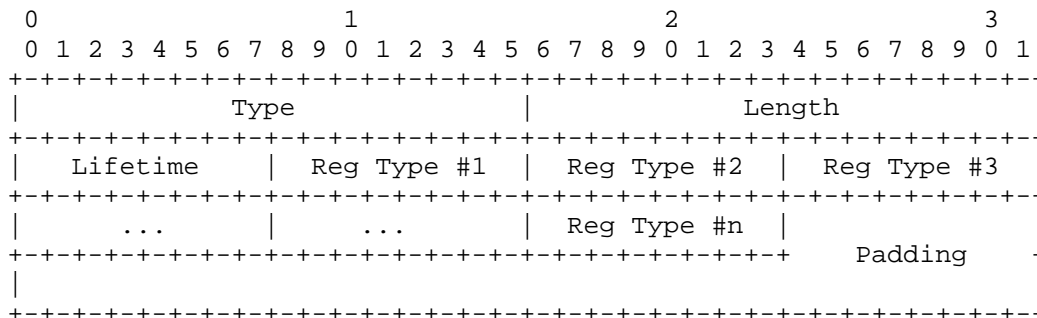 0                   1                   2                   3
 0 1 2 3 4 5 6 7 8 9 0 1 2 3 4 5 6 7 8 9 0 1 2 3 4 5 6 7 8 9 0 1
+-+-+-+-+-+-+-+-+-+-+-+-+-+-+-+-+-+-+-+-+-+-+-+-+-+-+-+-+-+-+-+-
|             Type              |             Length
+-+-+-+-+-+-+-+-+-+-+-+-+-+-+-+-+-+-+-+-+-+-+-+-+-+-+-+-+-+-+-+-
|   Lifetime    |  Reg Type #1  |  Reg Type #2  |  Reg Type #3
+-+-+-+-+-+-+-+-+-+-+-+-+-+-+-+-+-+-+-+-+-+-+-+-+-+-+-+-+-+-+-+-
|      ...      |     ...       |  Reg Type #n  |
+-+-+-+-+-+-+-+-+-+-+-+-+-+-+-+-+-+-+-+-+-+-+-+-+    Padding    -
|
+-+-+-+-+-+-+-+-+-+-+-+-+-+-+-+-+-+-+-+-+-+-+-+-+-+-+-+-+-+-+-+-